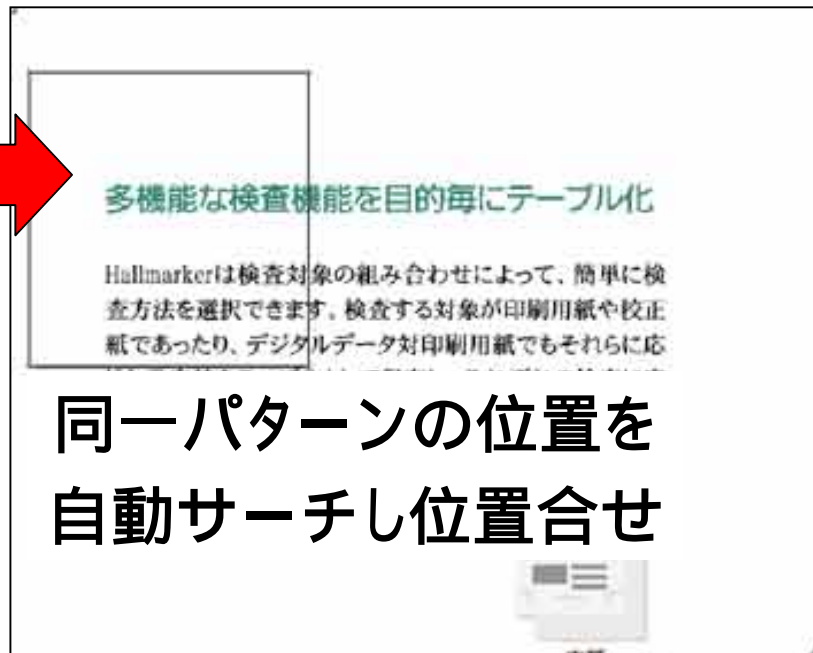 多機能な検査機能を目的毎にテーブル化
Hallmarkerは検査対象の組み合わせによって、簡単に検
査方法を選択できます。検査する対象が印刷用紙や校正
紙であったり、デジタルデータ対印刷用紙でもそれらに応
同一パターンの位置を
自動サーチし位置合せ